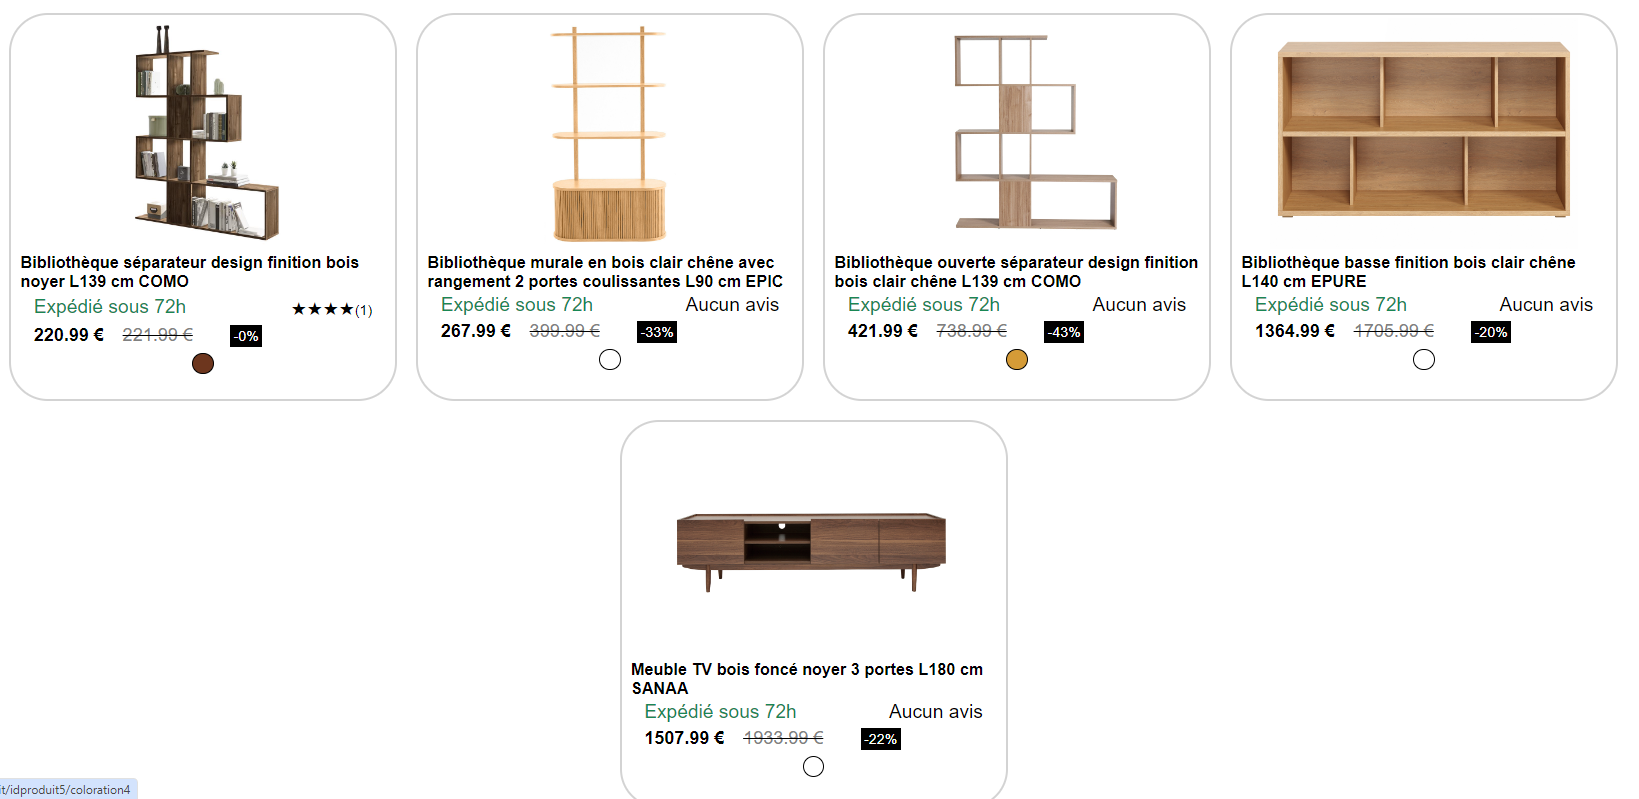 Bibliothèque séparateur design finition bois
noyer L139 cm COMO
Expédié sous 72h
★★★★(1)
220.99 € 221.99 € -0%
Bibliothèque murale en bois clair chêne avec
rangement 2 portes coulissantes L90 cm EPIC
Expédié sous 72h Aucun avis
267.99 € 399.99 € -33%
Bibliothèque ouverte séparateur design finition
bois clair chêne L139 cm COMO
Expédié sous 72h Aucun avis
421.99 € 738.99 € -43%
Bibliothèque basse finition bois clair chêne
L140 cm EPURE
Expédié sous 72h Aucun avis
1364.99 € 1705.99 € -20%
Meuble TV bois foncé noyer 3 portes L180 cm
SANAA
Expédié sous 72h Aucun avis
1507.99 € 1933.99 € -22%
it/idproduit5/coloration4